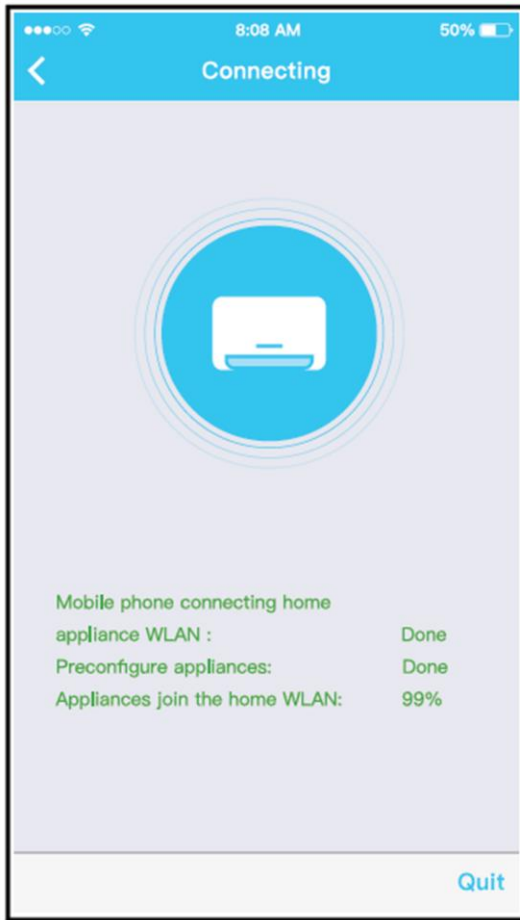 8:08 AM
50%
Connecting
Mobile phone connecting home
appliance WLAN : Done
Preconfigure appliances: Done
Appliances join the home WLAN: 99%
Quit